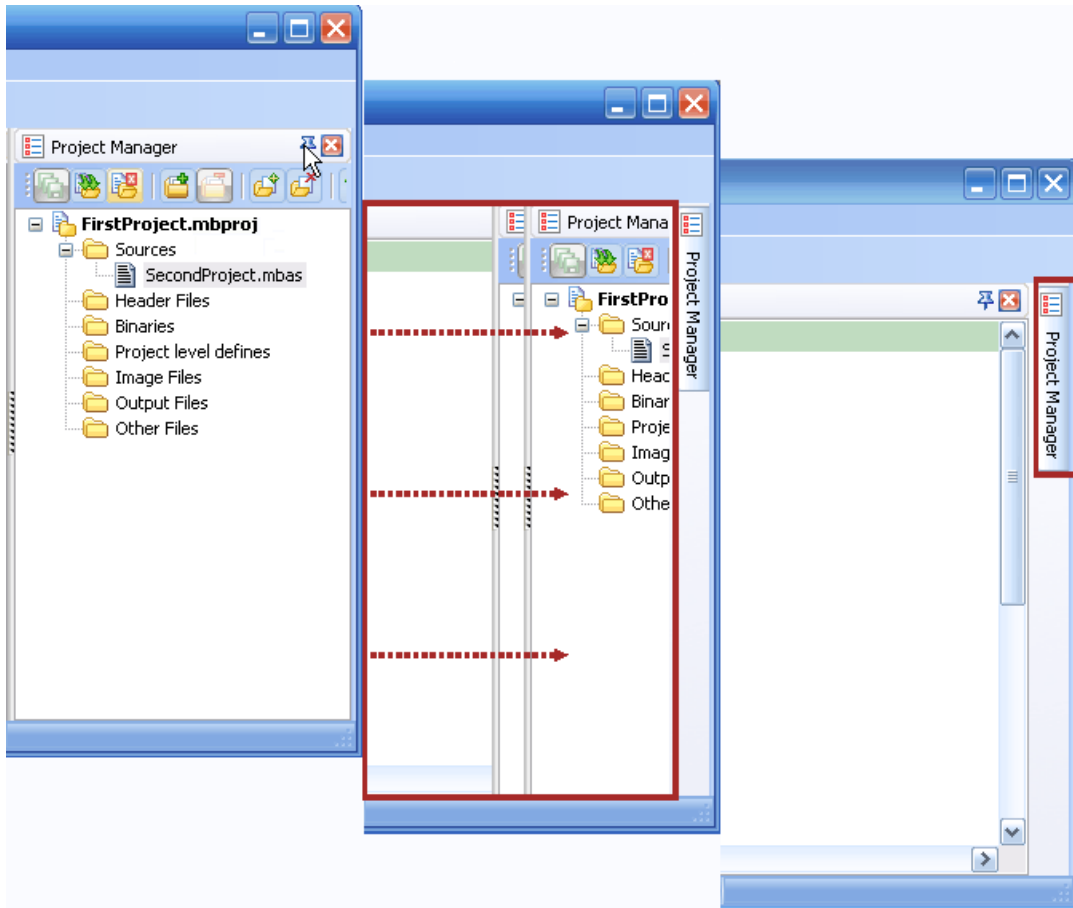 Project Manager
FirstProject.mbproj
Sources
SecondProject.mbas
Header Files
Binaries
Project level defines
Image Files
Output Files
Other Files
Project Mana
FirstPro
Sour
S
Head
Binar
Proje
Imag
Outp
Othe
Project Manager
Project Manager